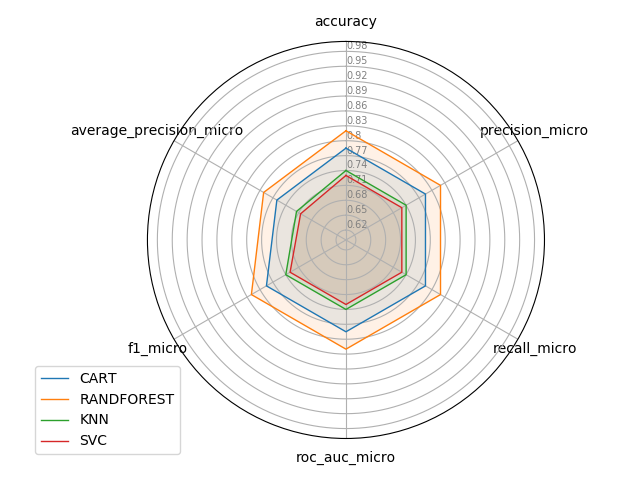 accuracy
0.98
0.95
0.92
0.89
0.86
0.83
0.8
0.77
0.74
0.71
0.68
0.65
0.62
average_precision_micro
precision_micro
f1_micro
recall_micro
roc_auc_micro
CART
RANDFOREST
KNN
SVC